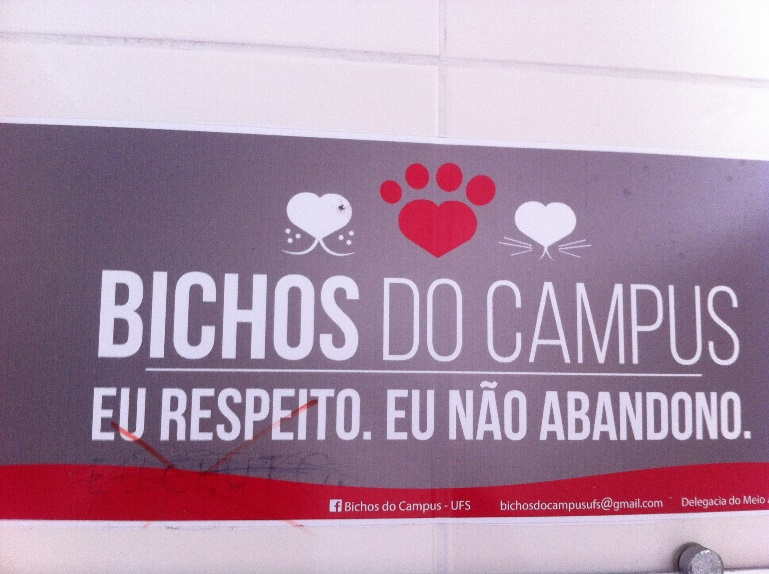 BICHOS DO CAMPUS
EU RESPEITO. EU NÃO ABANDONO.
Bichos do Campus - UFS bichosdocampusufs@gmail.com Delegacia do Meio